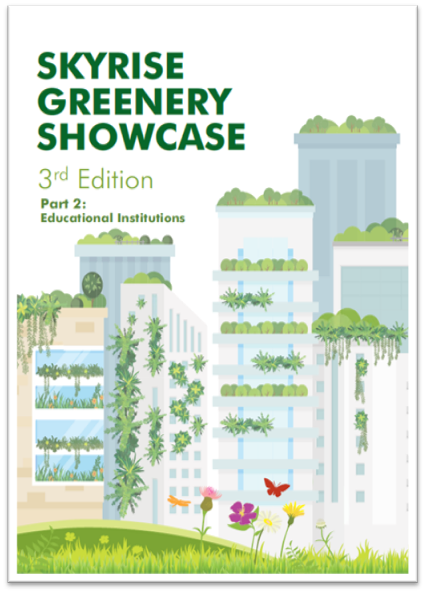 SKYRISE
GREENERY
SHOWCASE
3rd Edition
Part 2:
Educational Institutions